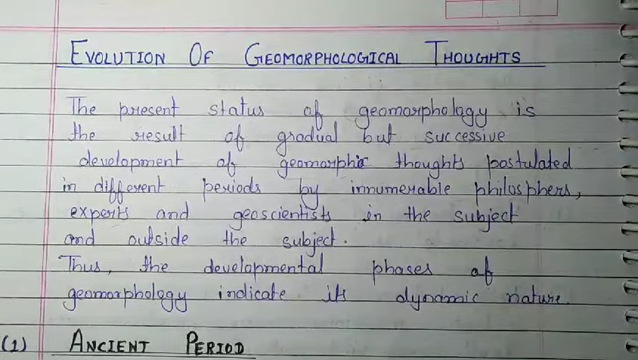 EVOLUTION OF GEOMORPHOLOGICAL THOUGHTS
The present status of geomorphology is
the result of gradual but successive
development of geomorphic thoughts postulated
in different periods by innumerable philosphers,
experts and geoscientists in the subject
and outside the subject.
Thus, the developmental phases of
geomorphology indicate its dynamic nature.
(1) ANCIENT PERIOD